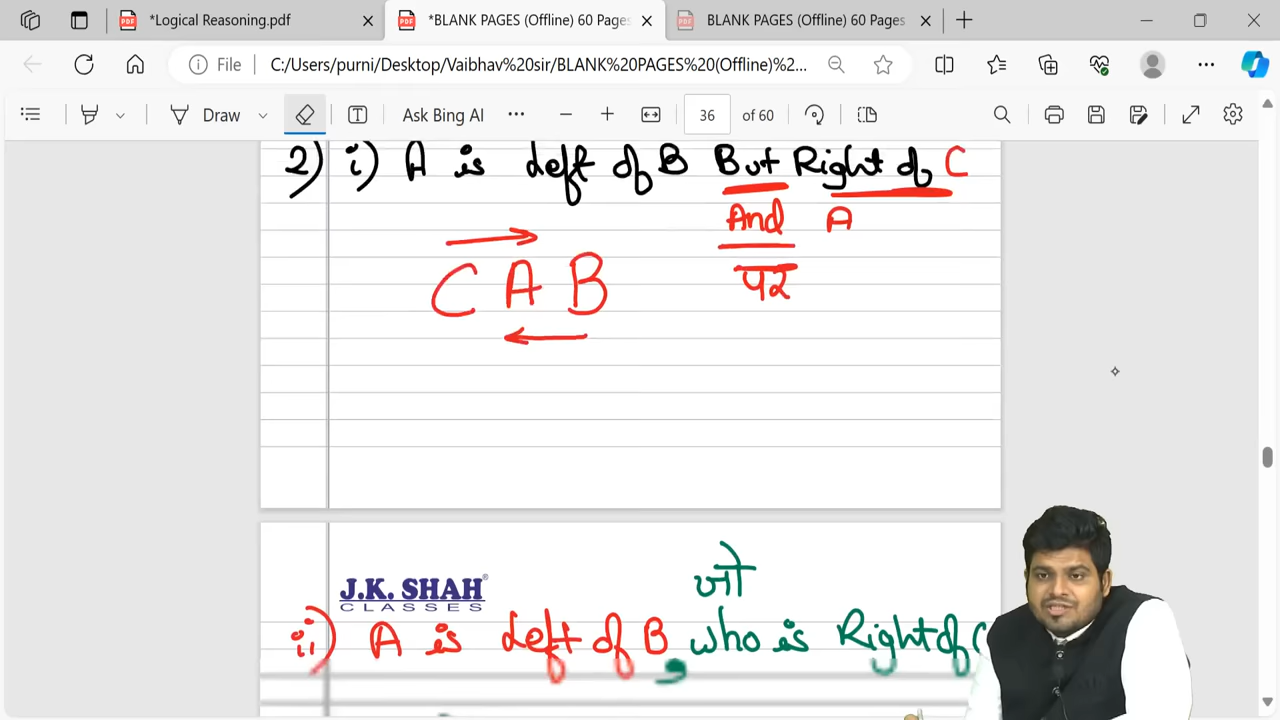 *Logical Reasoning.pdf
*BLANK PAGES (Offline) 60 Pages
BLANK PAGES (Offline) 60 Pages
File
C:/Users/purni/Desktop/Vaibhav%20sir/BLANK%20PAGES%20(Offline)%2...
Draw
Ask Bing AI
36 of 60
2) i) A is Left of B But Right of C
And A
पर
C A B
जो
J.K. SHAH
CLASSES
ii) A is Left of B, who is Right of C